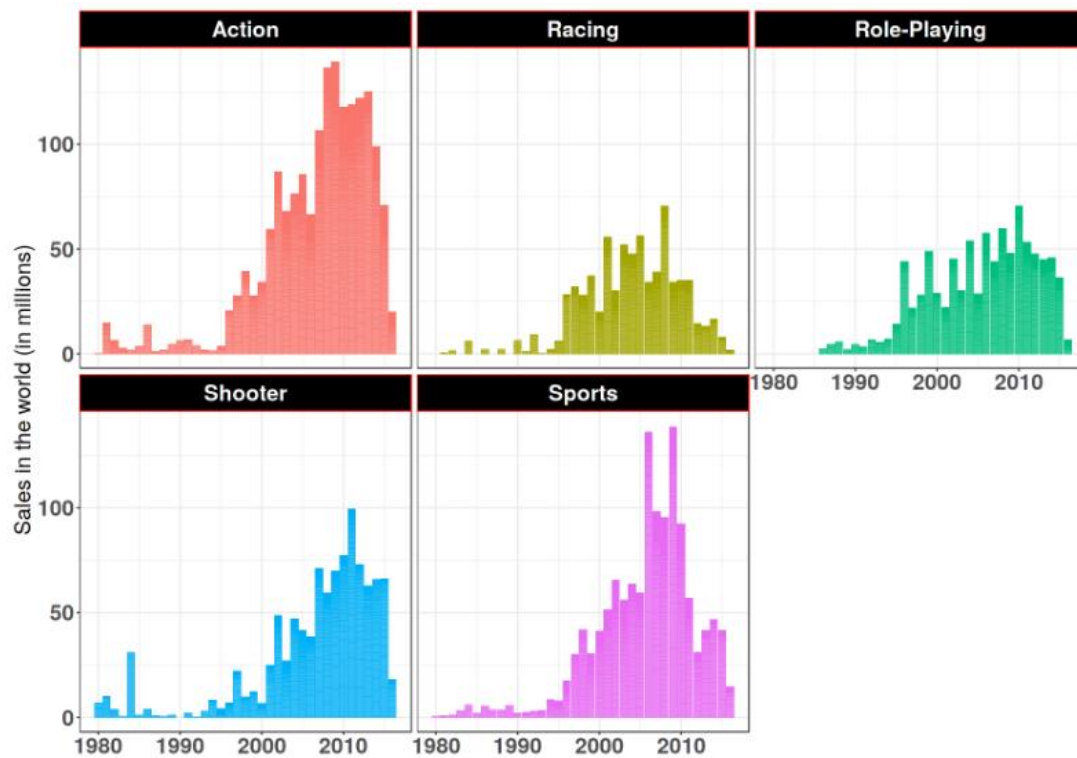 Action
Racing
Role-Playing
Sales in the world (in millions)
100
50
0
1980 1990 2000 2010
Shooter
Sports
100
50
0
1980 1990 2000 2010
1980 1990 2000 2010